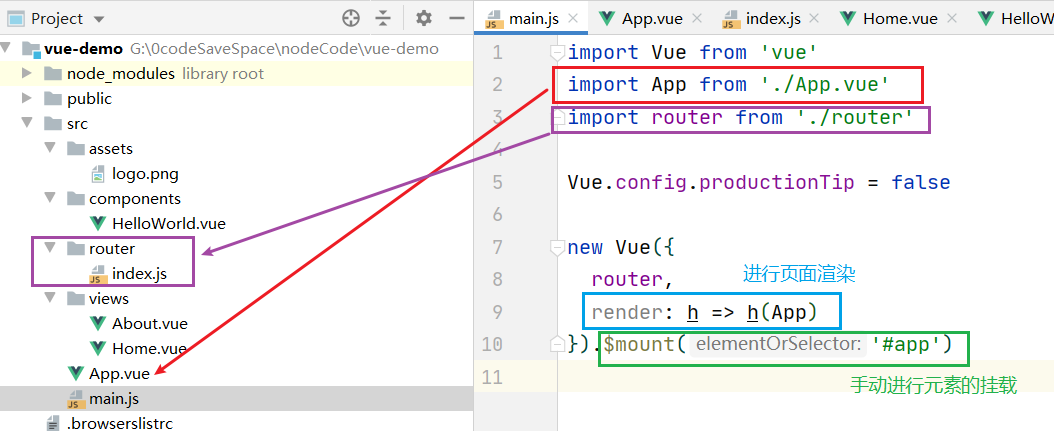 Project
vue-demo G:\0codeSaveSpace\nodeCode\vue-demo
node_modules library root
public
src
assets
logo.png
components
HelloWorld.vue
router
index.js
views
About.vue
Home.vue
App.vue
main.js
.browserslistrc
main.js App.vue index.js Home.vue HelloW
1 import Vue from 'vue'
2 import App from './App.vue'
3 import router from './router'
4
5 Vue.config.productionTip = false
6
7 new Vue({
8 router,
进行页面渲染
9 render: h => h(App)
10 }).$mount( elementOrSelector: '#app')
11
手动进行元素的挂载